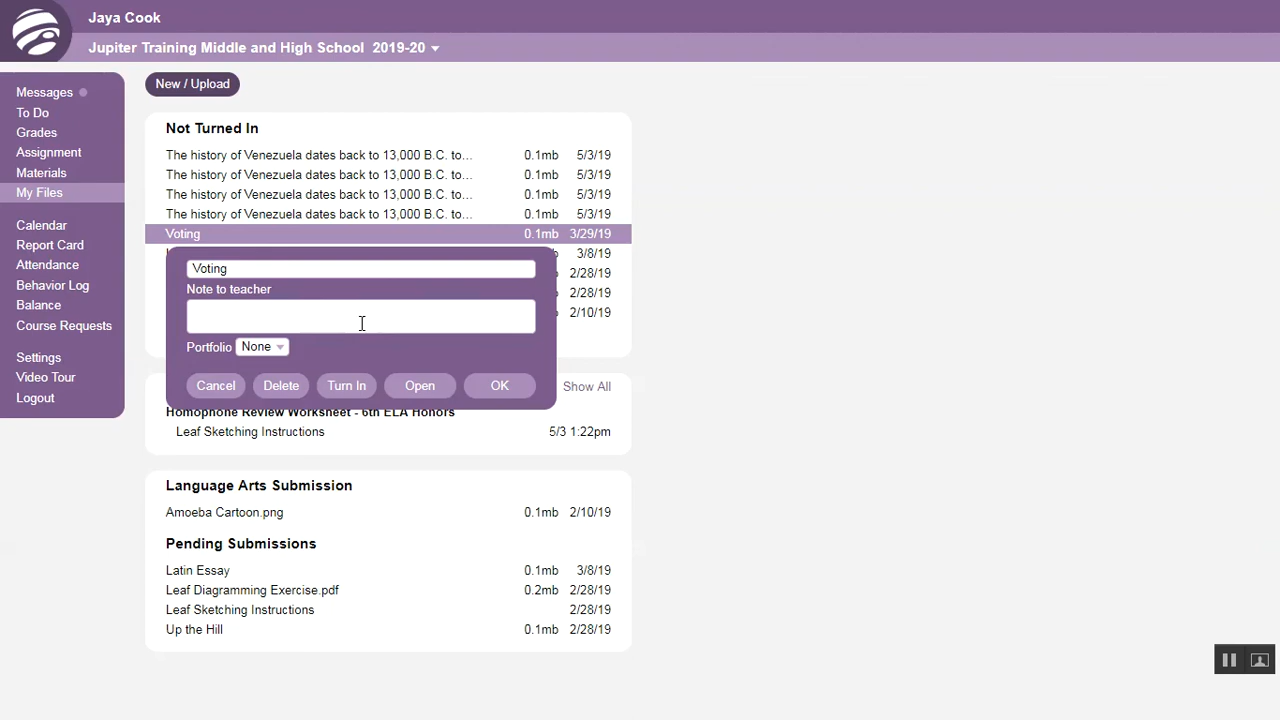 Jaya Cook
Jupiter Training Middle and High School 2019-20
Messages
To Do
Grades
Assignment
Materials
My Files
Calendar
Report Card
Attendance
Behavior Log
Balance
Course Requests
Settings
Video Tour
Logout
New / Upload
Not Turned In
The history of Venezuela dates back to 13,000 B.C. to... 0.1mb 5/3/19
The history of Venezuela dates back to 13,000 B.C. to... 0.1mb 5/3/19
The history of Venezuela dates back to 13,000 B.C. to... 0.1mb 5/3/19
The history of Venezuela dates back to 13,000 B.C. to... 0.1mb 5/3/19
Voting 0.1mb 3/29/19
3/8/19
2/28/19
2/28/19
2/10/19
Voting
Note to teacher
Portfolio None
Cancel Delete Turn In Open OK
Show All
Homophone Review Worksheet - 6th ELA Honors
Leaf Sketching Instructions 5/3 1:22pm
Language Arts Submission
Amoeba Cartoon.png 0.1mb 2/10/19
Pending Submissions
Latin Essay 0.1mb 3/8/19
Leaf Diagramming Exercise.pdf 0.2mb 2/28/19
Leaf Sketching Instructions 2/28/19
Up the Hill 0.1mb 2/28/19